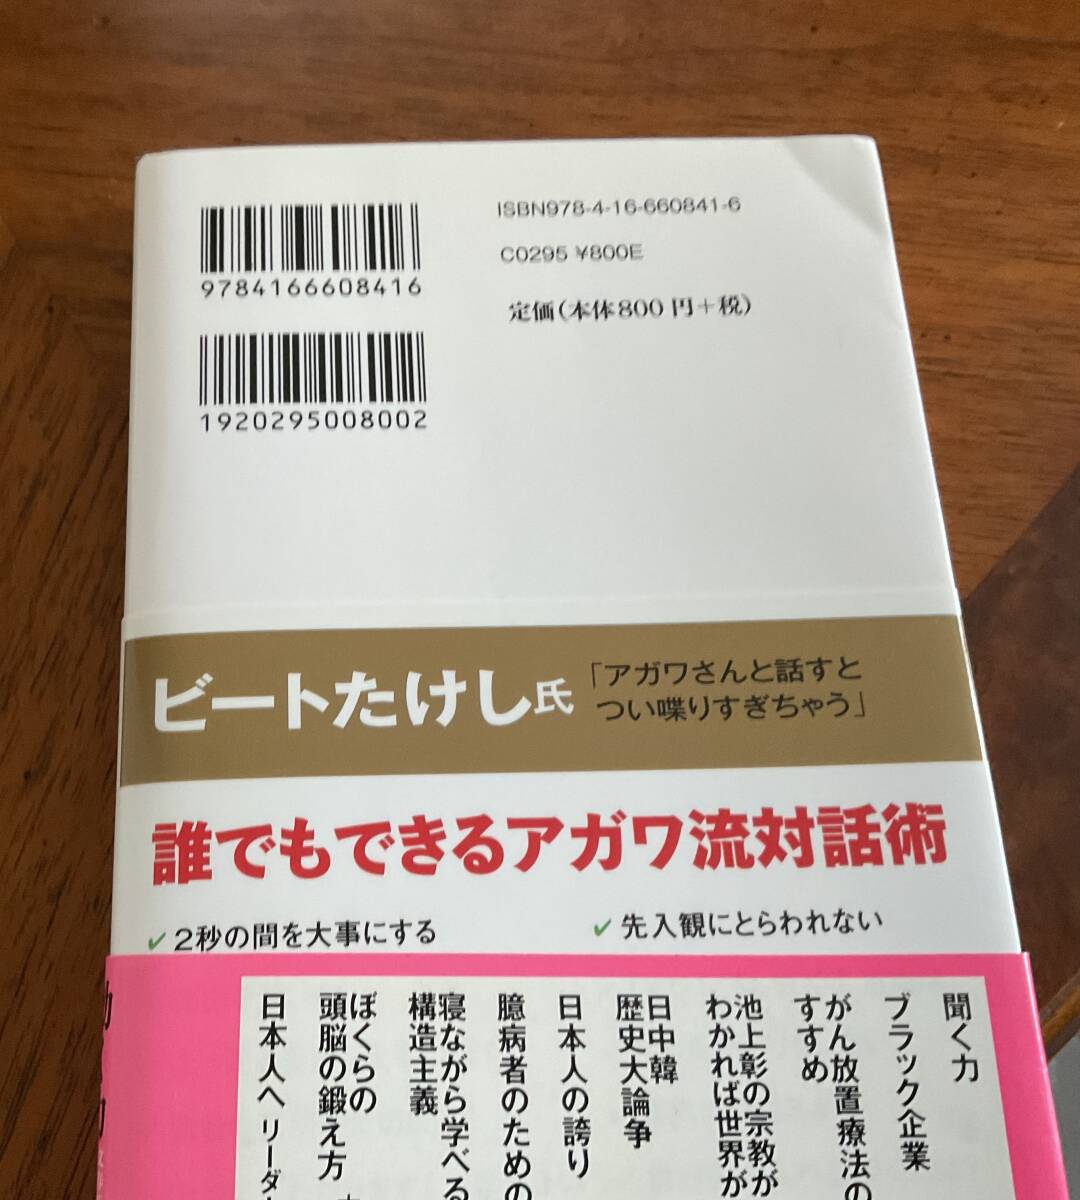 9784166608416
1920295008002
ISBN978-4-16-660841-6
C0295 ¥800E
定価(本体800円+税)
ビートたけし氏
「アガワさんと話すと
つい喋りすぎちゃう」
誰でもできるアガワ流対話術
✓2秒の間を大事にする
✓先入観にとらわれない
聞く力
ブラック企業
がん放置療法の
すすめ
池上彰の宗教が
わかれば世界が
日中韓
歴史大論争
日本人の誇り
臆病者のための
寝ながら学べる
構造主義
ぼくらの
頭脳の鍛え方
日本人へ リーダ